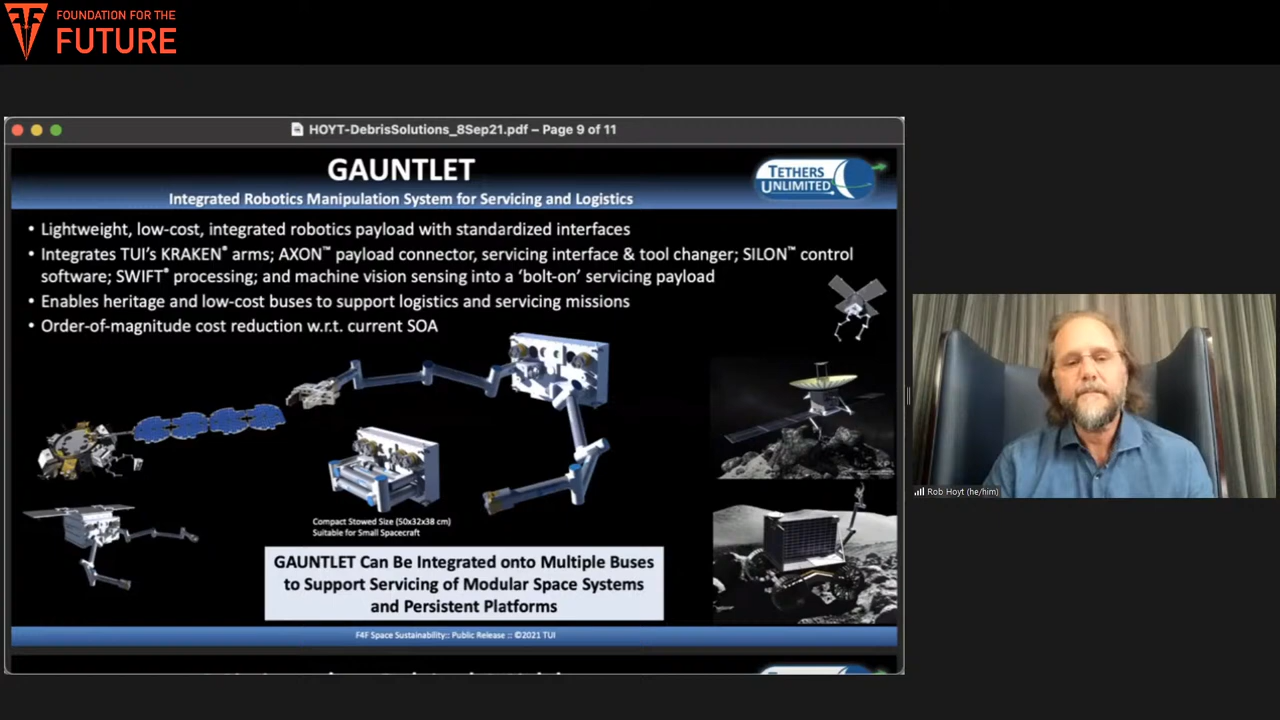 FOUNDATION FOR THE
FUTURE
HOYT-DebrisSolutions_8Sep21.pdf – Page 9 of 11
GAUNTLET
TETHERS
UNLIMITED
Integrated Robotics Manipulation System for Servicing and Logistics
• Lightweight, low-cost, integrated robotics payload with standardized interfaces
• Integrates TUI's KRAKEN® arms; AXON™ payload connector, servicing interface & tool changer; SILON™ control
software; SWIFT® processing; and machine vision sensing into a 'bolt-on' servicing payload
• Enables heritage and low-cost buses to support logistics and servicing missions
• Order-of-magnitude cost reduction w.r.t. current SOA
Compact Stowed Size (50x32x38 cm)
Suitable for Small Spacecraft
GAUNTLET Can Be Integrated onto Multiple Buses
to Support Servicing of Modular Space Systems
and Persistent Platforms
F4F Space Sustainability:: Public Release :: ©2021 TUI
Rob Hoyt (he/him)